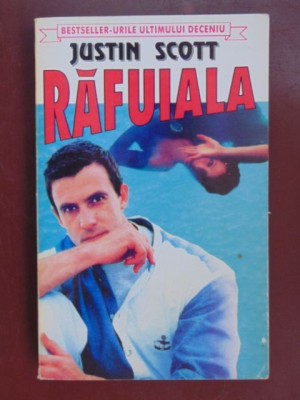 BESTSELLER-URILE ULTIMULUI DECENIU
JUSTIN SCOTT
RĂFUIALA